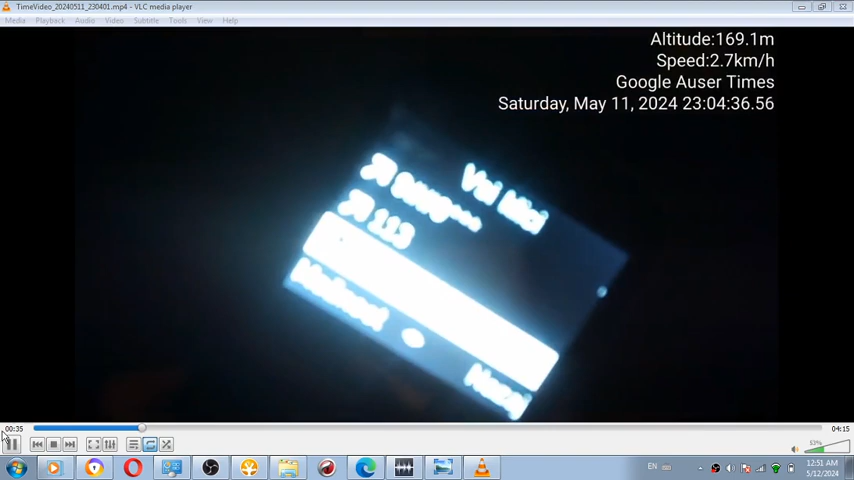 TimeVideo_20240511_230401.mp4 - VLC media player
Media Playback Audio Video Subtitle Tools View Help
Altitude:169.1m
Speed:2.7km/h
Google Auser Times
Saturday, May 11, 2024 23:04:36.56
113
00:35
04:15
53%
EN
12:51 AM
5/12/2024